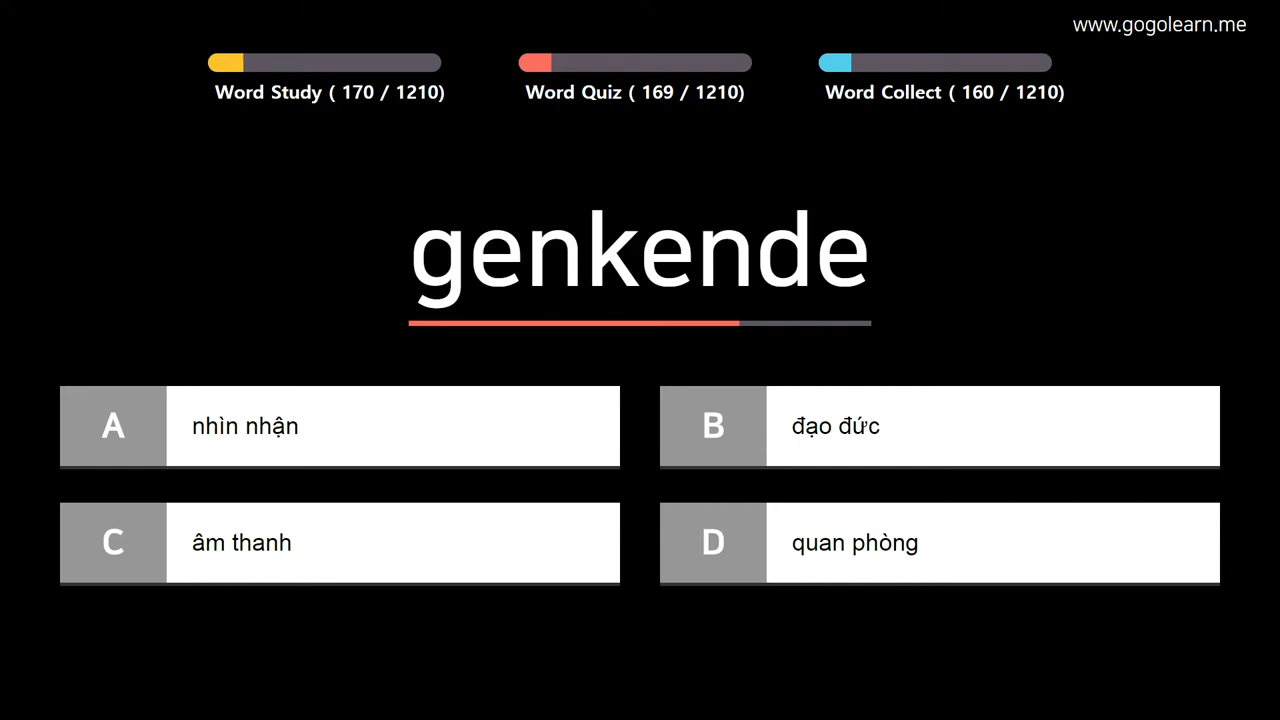 www.gogolearn.me
Word Study ( 170 / 1210)
Word Quiz ( 169 / 1210)
Word Collect ( 160 / 1210)
genkende
A nhìn nhận
B đạo đức
C âm thanh
D quan phòng